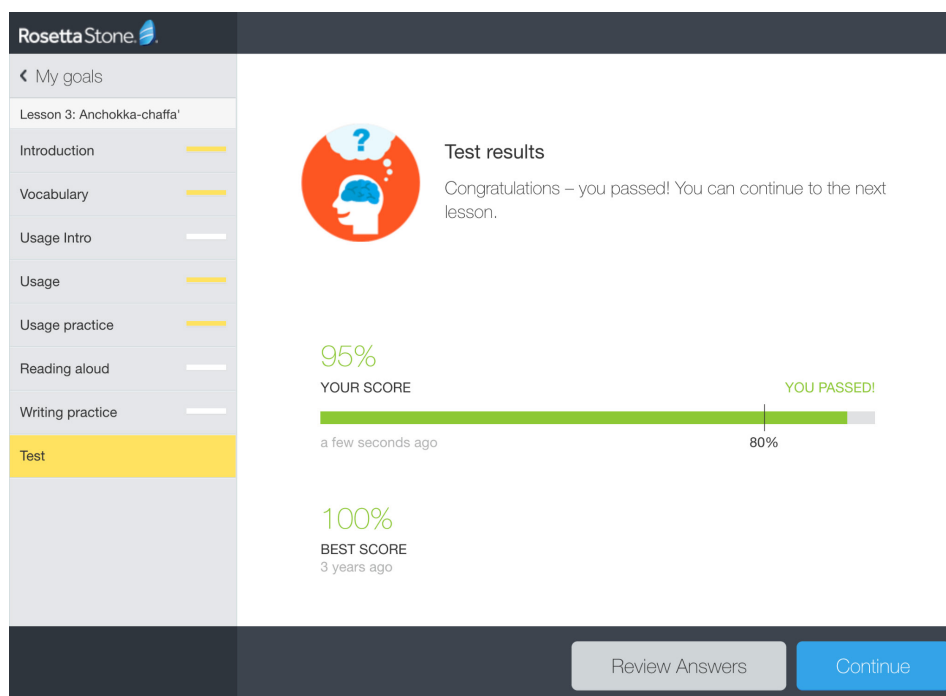 RosettaStone.
My goals
Lesson 3: Anchokka-chaffa'
Introduction
Vocabulary
Usage Intro
Usage
Usage practice
Reading aloud
Writing practice
Test
?
Test results
Congratulations – you passed! You can continue to the next
lesson.
95%
YOUR SCORE
YOU PASSED!
a few seconds ago
80%
100%
BEST SCORE
3 years ago
Review Answers
Continue